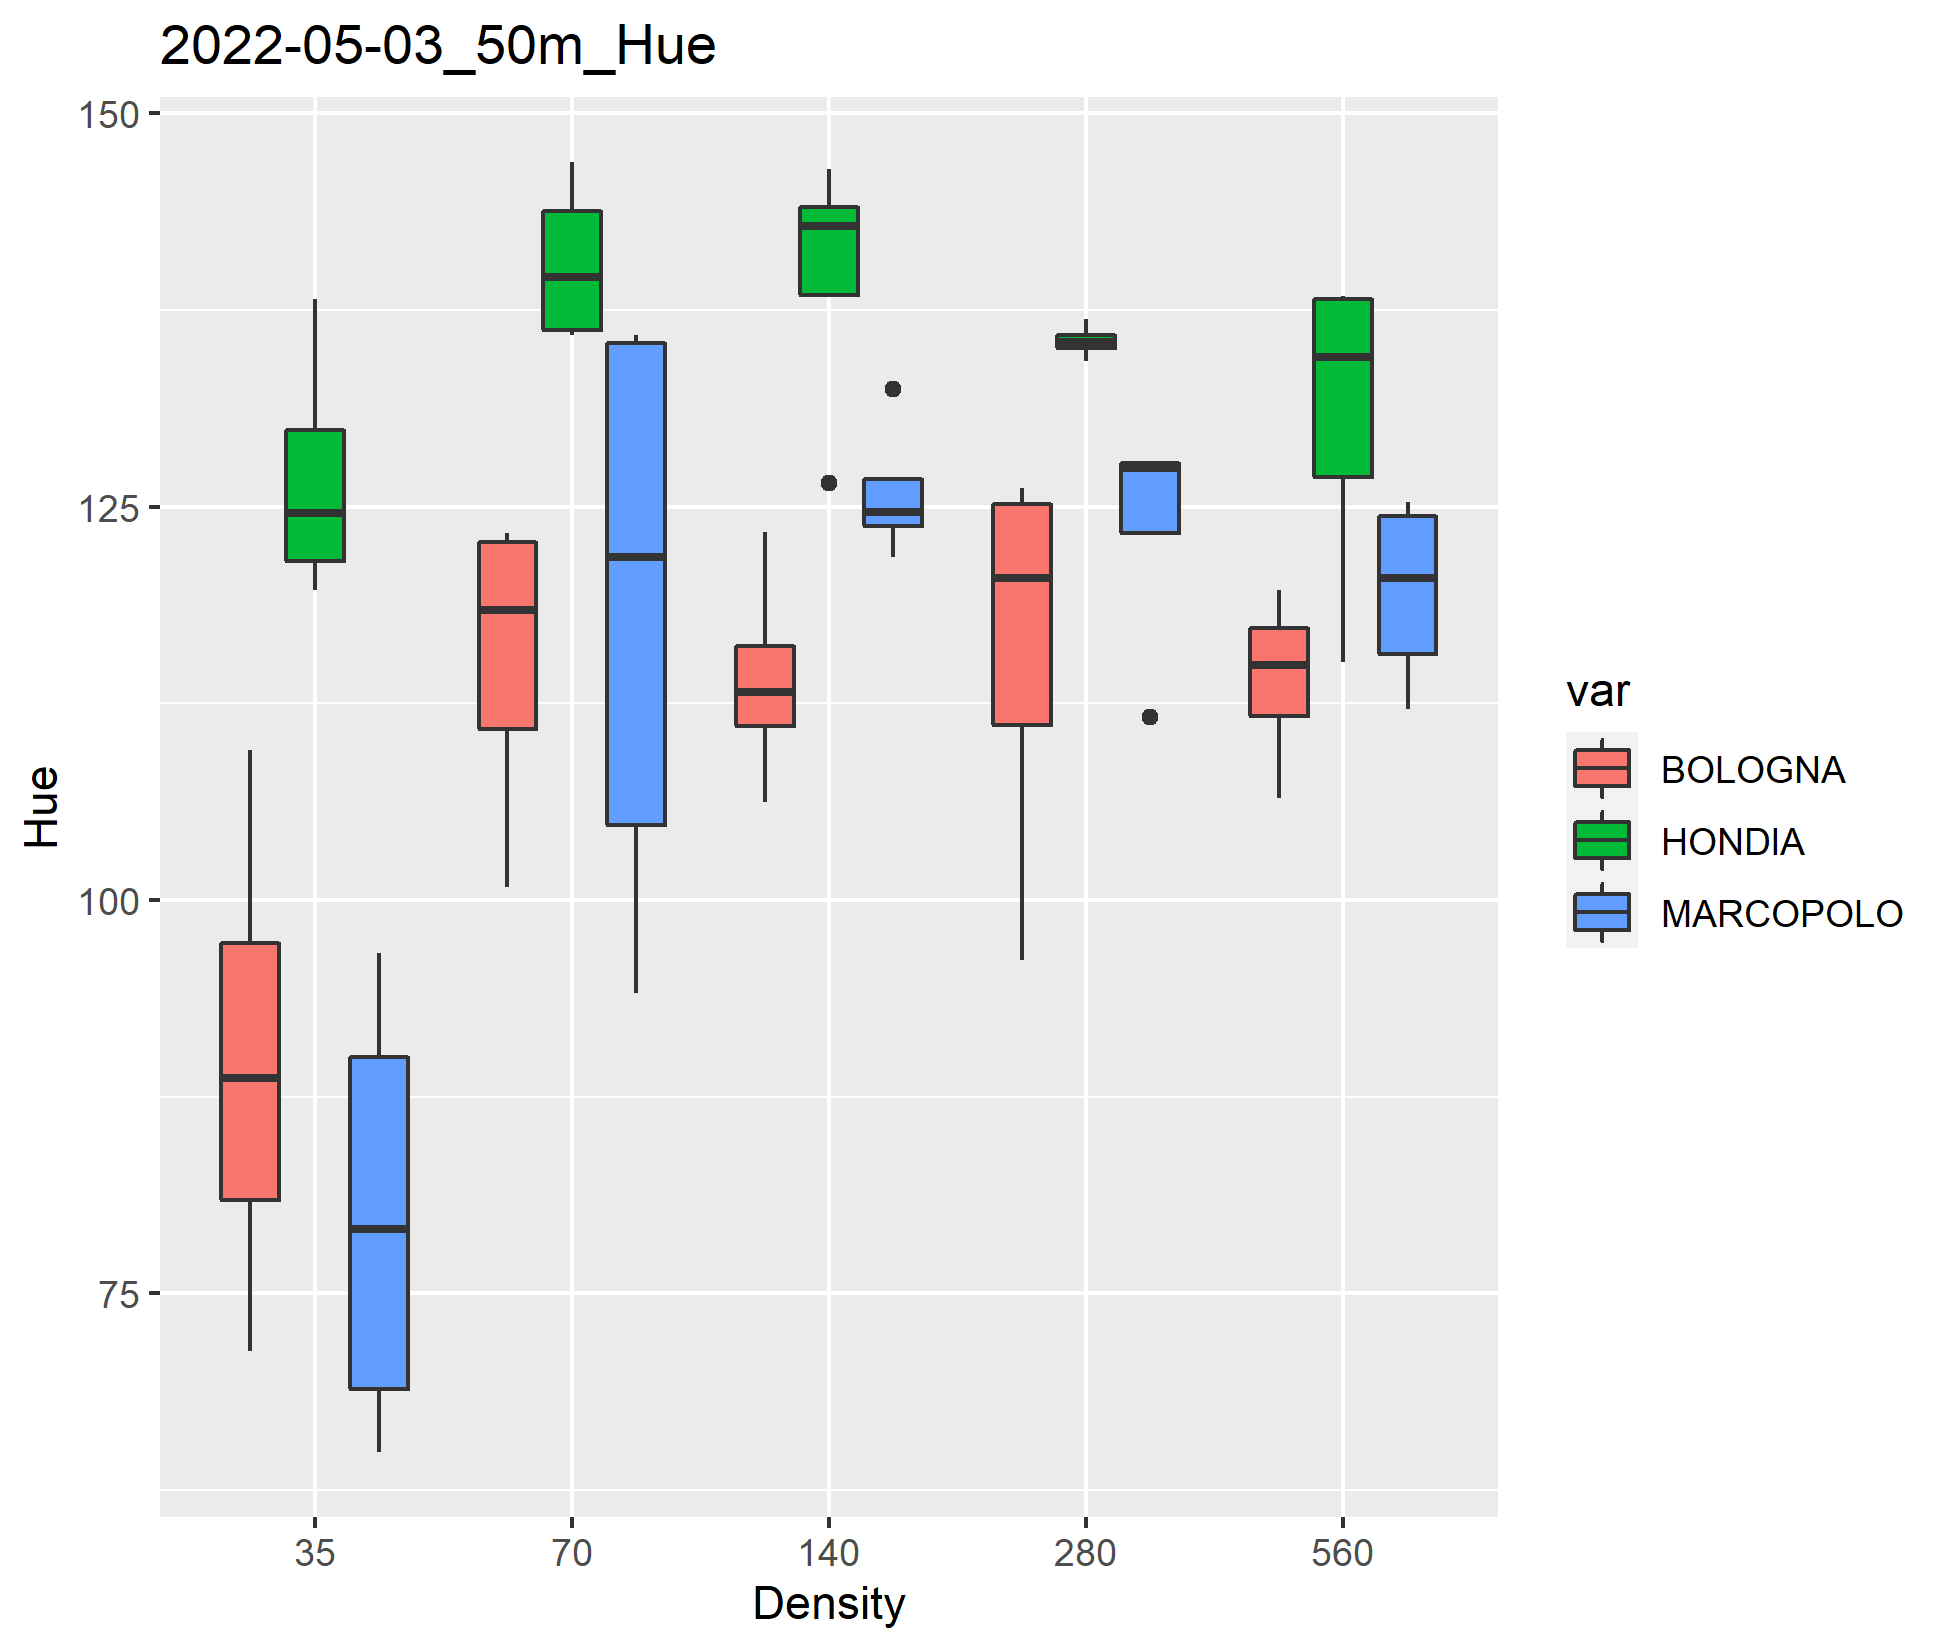 2022-05-03_50m_Hue
150
125
100
75
Hue
35 70 140 280 560
Density
var
BOLOGNA
HONDIA
MARCOPOLO